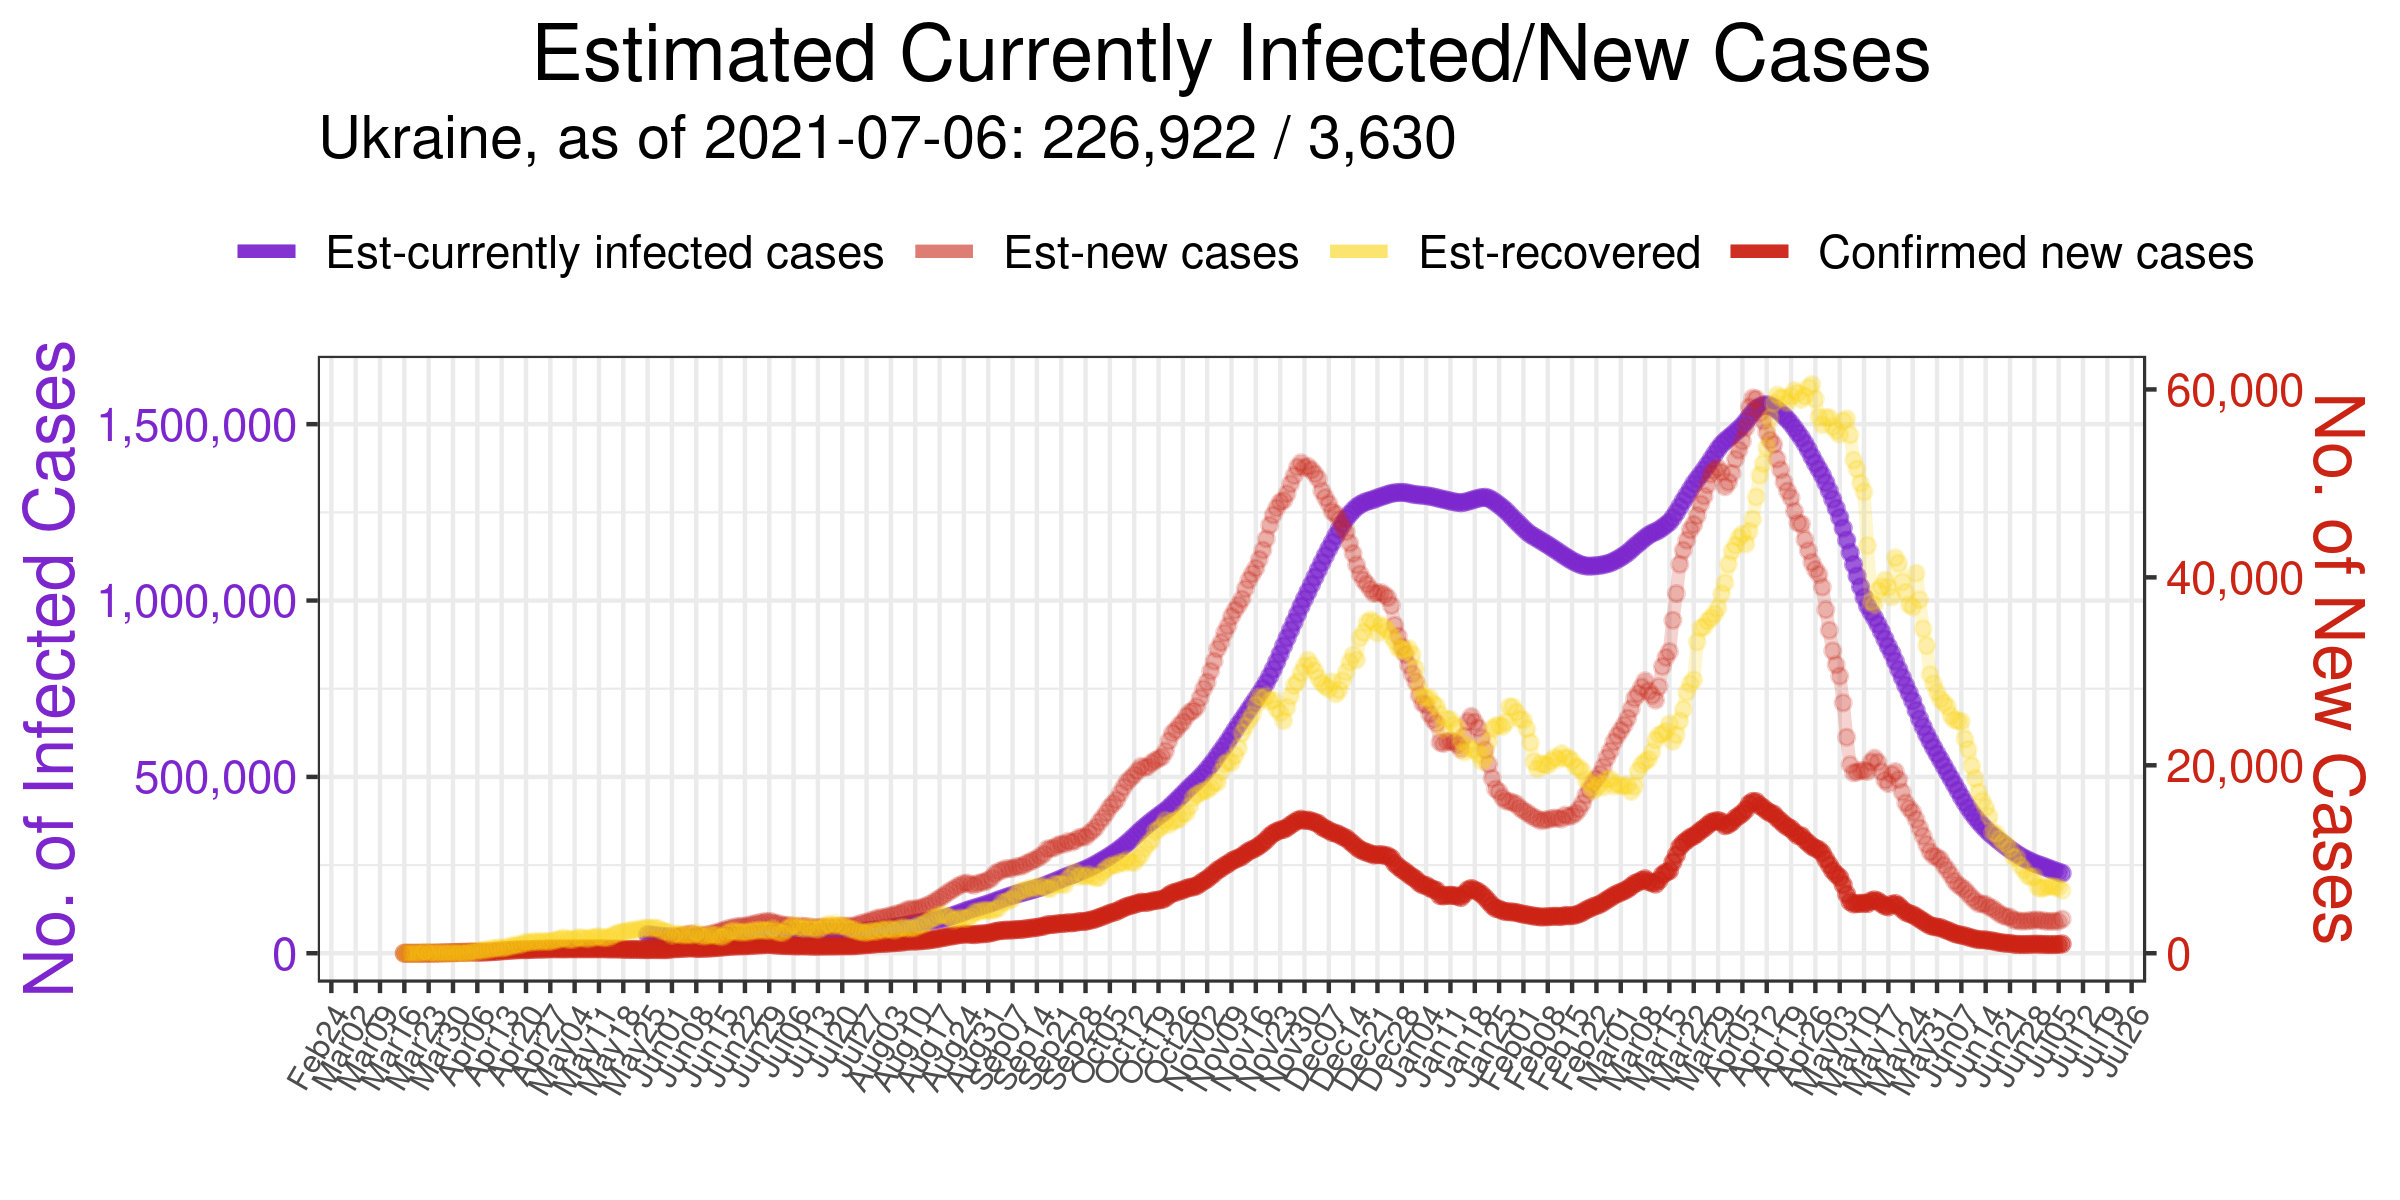 Estimated Currently Infected/New Cases
Ukraine, as of 2021-07-06: 226,922 / 3,630
Est-currently infected cases
Est-new cases
Est-recovered
Confirmed new cases
No. of Infected Cases
1,500,000
1,000,000
500,000
0
60,000
40,000
20,000
0
No. of New Cases
Feb24
Mar02
Mar09
Mar16
Mar23
Mar30
Apr06
Apr13
Apr20
Apr27
May04
May11
May18
May25
Jun01
Jun08
Jun15
Jun22
Jun29
Jul06
Jul13
Jul20
Jul27
Aug03
Aug10
Aug17
Aug24
Aug31
Sep07
Sep14
Sep21
Sep28
Oct05
Oct12
Oct19
Oct26
Nov02
Nov09
Nov16
Nov23
Nov30
Dec07
Dec14
Dec21
Dec28
Jan04
Jan11
Jan18
Jan25
Feb01
Feb08
Feb15
Feb22
Mar01
Mar08
Mar15
Mar22
Mar29
Apr05
Apr12
Apr19
Apr26
May03
May10
May17
May24
May31
Jun07
Jun14
Jun21
Jun28
Jul05
Jul12
Jul19
Jul26